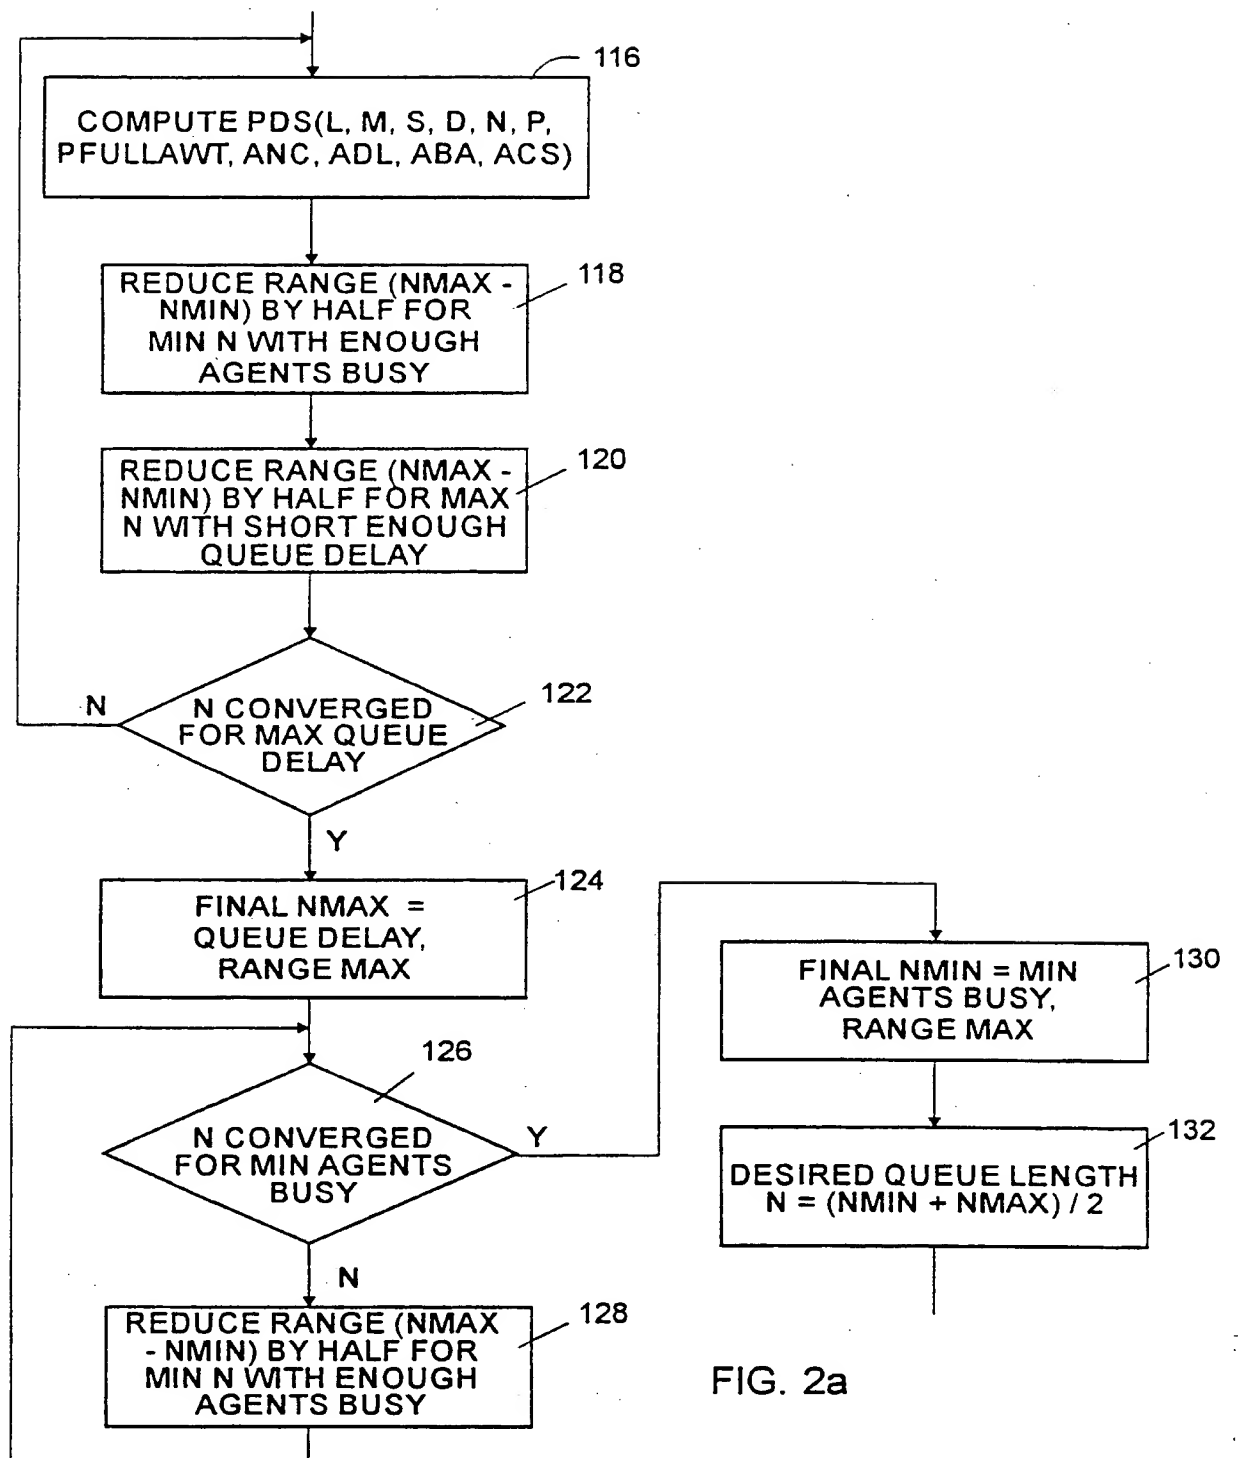 116
COMPUTE PDS(L, M, S, D, N, P,
PFULLAWT, ANC, ADL, ABA, ACS)
118
REDUCE RANGE (NMAX -
NMIN) BY HALF FOR
MIN N WITH ENOUGH
AGENTS BUSY
120
REDUCE RANGE (NMAX -
NMIN) BY HALF FOR MAX
N WITH SHORT ENOUGH
QUEUE DELAY
122
N
N CONVERGED
FOR MAX QUEUE
DELAY
Y
124
FINAL NMAX =
QUEUE DELAY,
RANGE MAX
126
N CONVERGED
FOR MIN AGENTS
BUSY
Y
N
128
REDUCE RANGE (NMAX
- NMIN) BY HALF FOR
MIN N WITH ENOUGH
AGENTS BUSY
130
FINAL NMIN = MIN
AGENTS BUSY,
RANGE MAX
132
DESIRED QUEUE LENGTH
N = (NMIN + NMAX) / 2
FIG. 2a